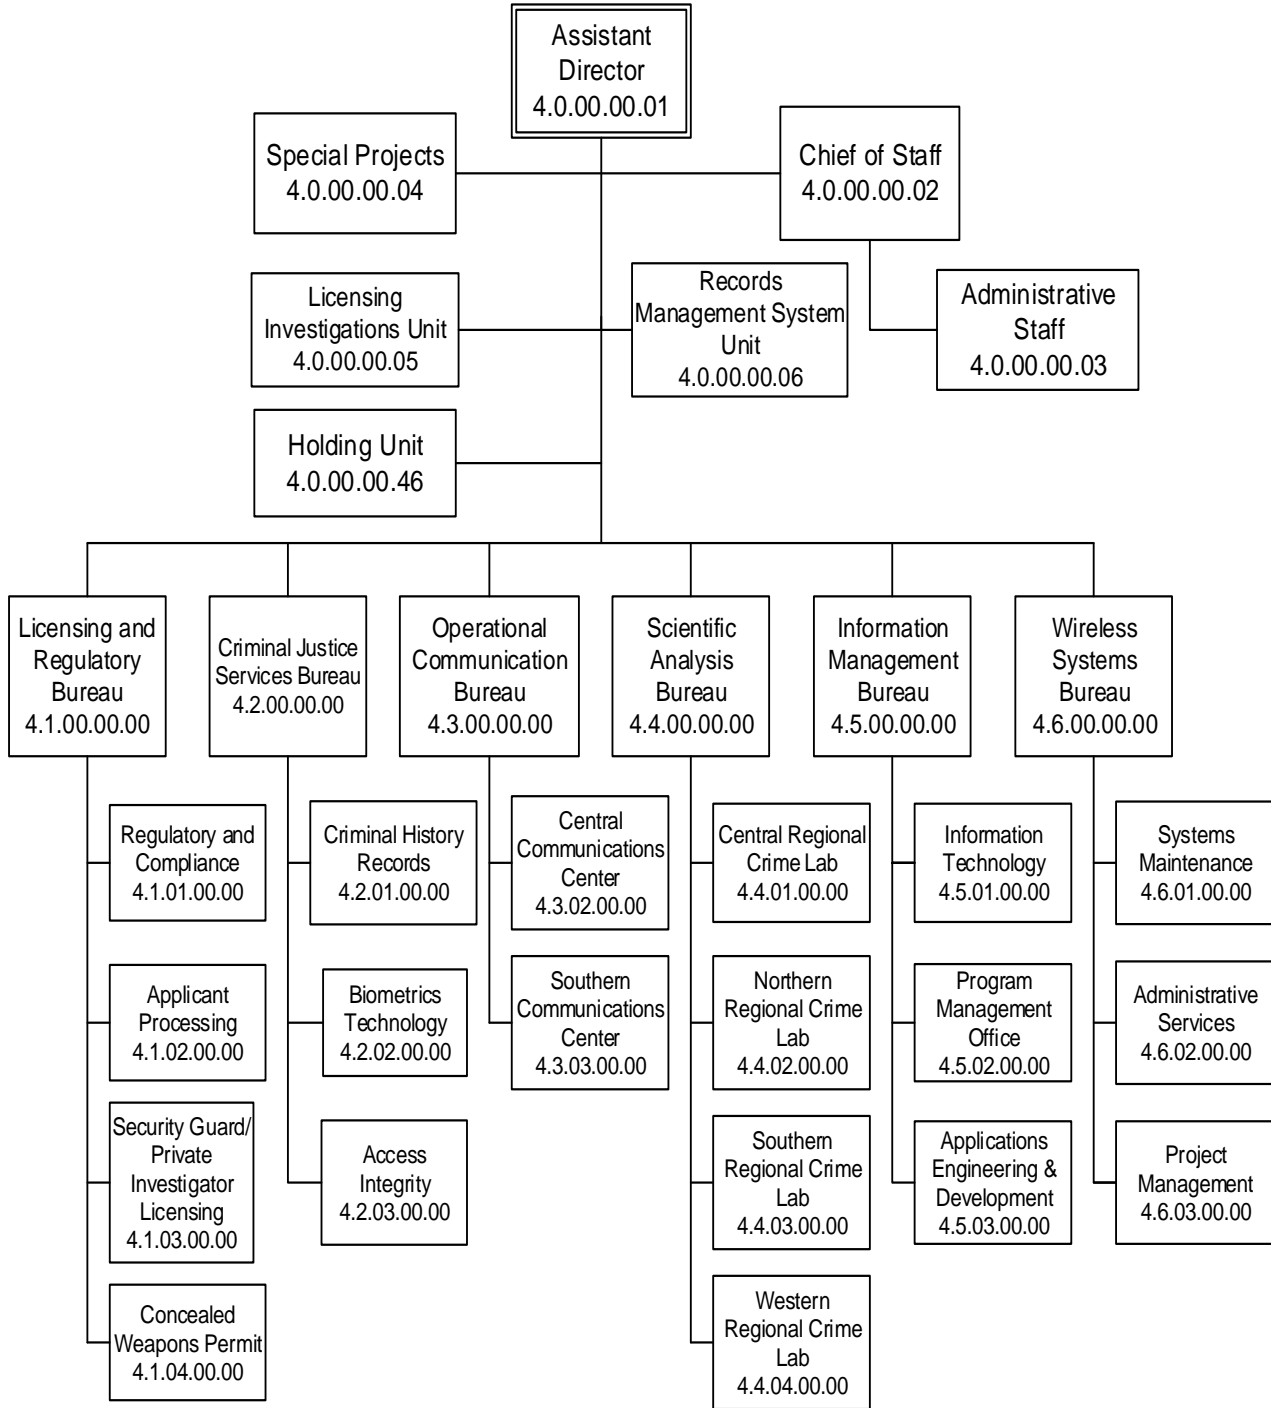 Assistant
Director
4.0.00.00.01
Special Projects
4.0.00.00.04
Chief of Staff
4.0.00.00.02
Licensing
Investigations Unit
4.0.00.00.05
Records
Management System
Unit
4.0.00.00.06
Administrative
Staff
4.0.00.00.03
Holding Unit
4.0.00.00.46
Licensing and
Regulatory
Bureau
4.1.00.00.00
Criminal Justice
Services Bureau
4.2.00.00.00
Operational
Communication
Bureau
4.3.00.00.00
Scientific
Analysis
Bureau
4.4.00.00.00
Information
Management
Bureau
4.5.00.00.00
Wireless
Systems
Bureau
4.6.00.00.00
Regulatory and
Compliance
4.1.01.00.00
Applicant
Processing
4.1.02.00.00
Security Guard/
Private
Investigator
Licensing
4.1.03.00.00
Concealed
Weapons Permit
4.1.04.00.00
Criminal History
Records
4.2.01.00.00
Biometrics
Technology
4.2.02.00.00
Access
Integrity
4.2.03.00.00
Central
Communications
Center
4.3.02.00.00
Southern
Communications
Center
4.3.03.00.00
Central Regional
Crime Lab
4.4.01.00.00
Northern
Regional Crime
Lab
4.4.02.00.00
Southern
Regional Crime
Lab
4.4.03.00.00
Western
Regional Crime
Lab
4.4.04.00.00
Information
Technology
4.5.01.00.00
Program
Management
Office
4.5.02.00.00
Applications
Engineering &
Development
4.5.03.00.00
Systems
Maintenance
4.6.01.00.00
Administrative
Services
4.6.02.00.00
Project
Management
4.6.03.00.00